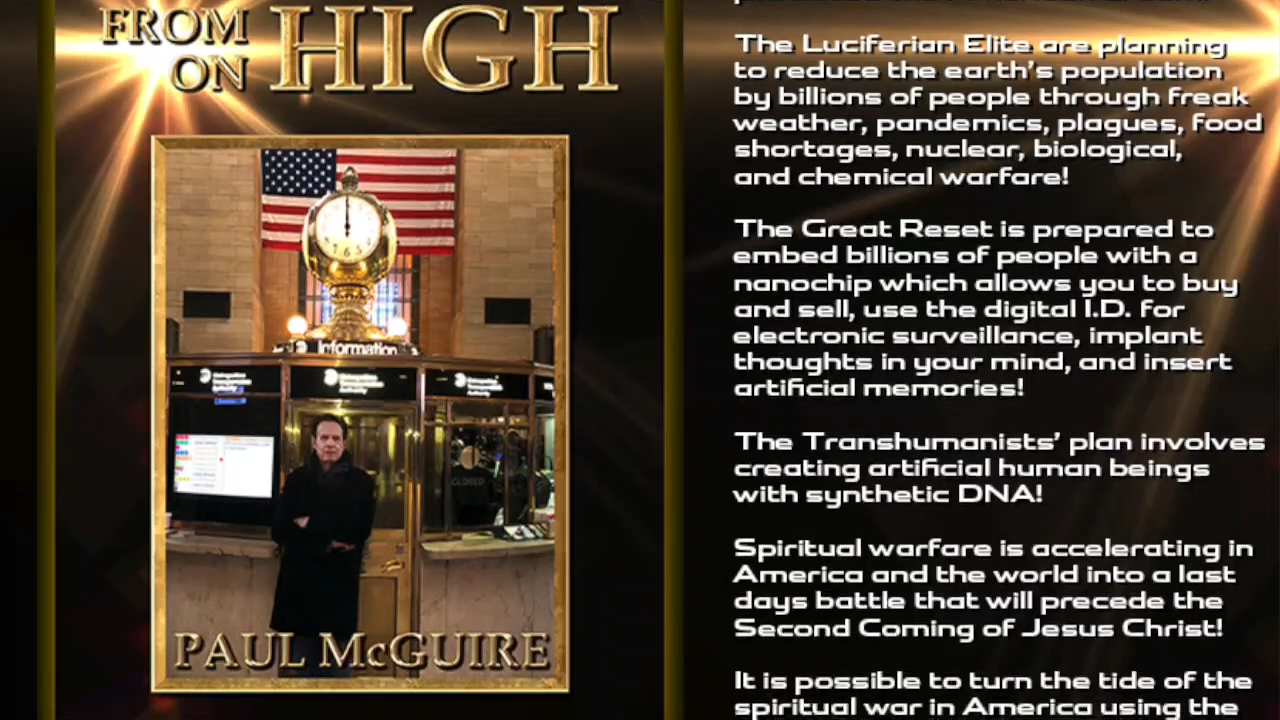 FROM
ON HIGH
Information
CLOSED
PAUL McGUIRE
The Luciferian Elite are planning
to reduce the earth's population
by billions of people through freak
weather, pandemics, plagues, food
shortages, nuclear, biological,
and chemical warfare!
The Great Reset is prepared to
embed billions of people with a
nanochip which allows you to buy
and sell, use the digital I.D. for
electronic surveillance, implant
thoughts in your mind, and insert
artificial memories!
The Transhumanists' plan involves
creating artificial human beings
with synthetic DNA!
Spiritual warfare is accelerating in
America and the world into a last
days battle that will precede the
Second Coming of Jesus Christ!
It is possible to turn the tide of the
spiritual war in America using the